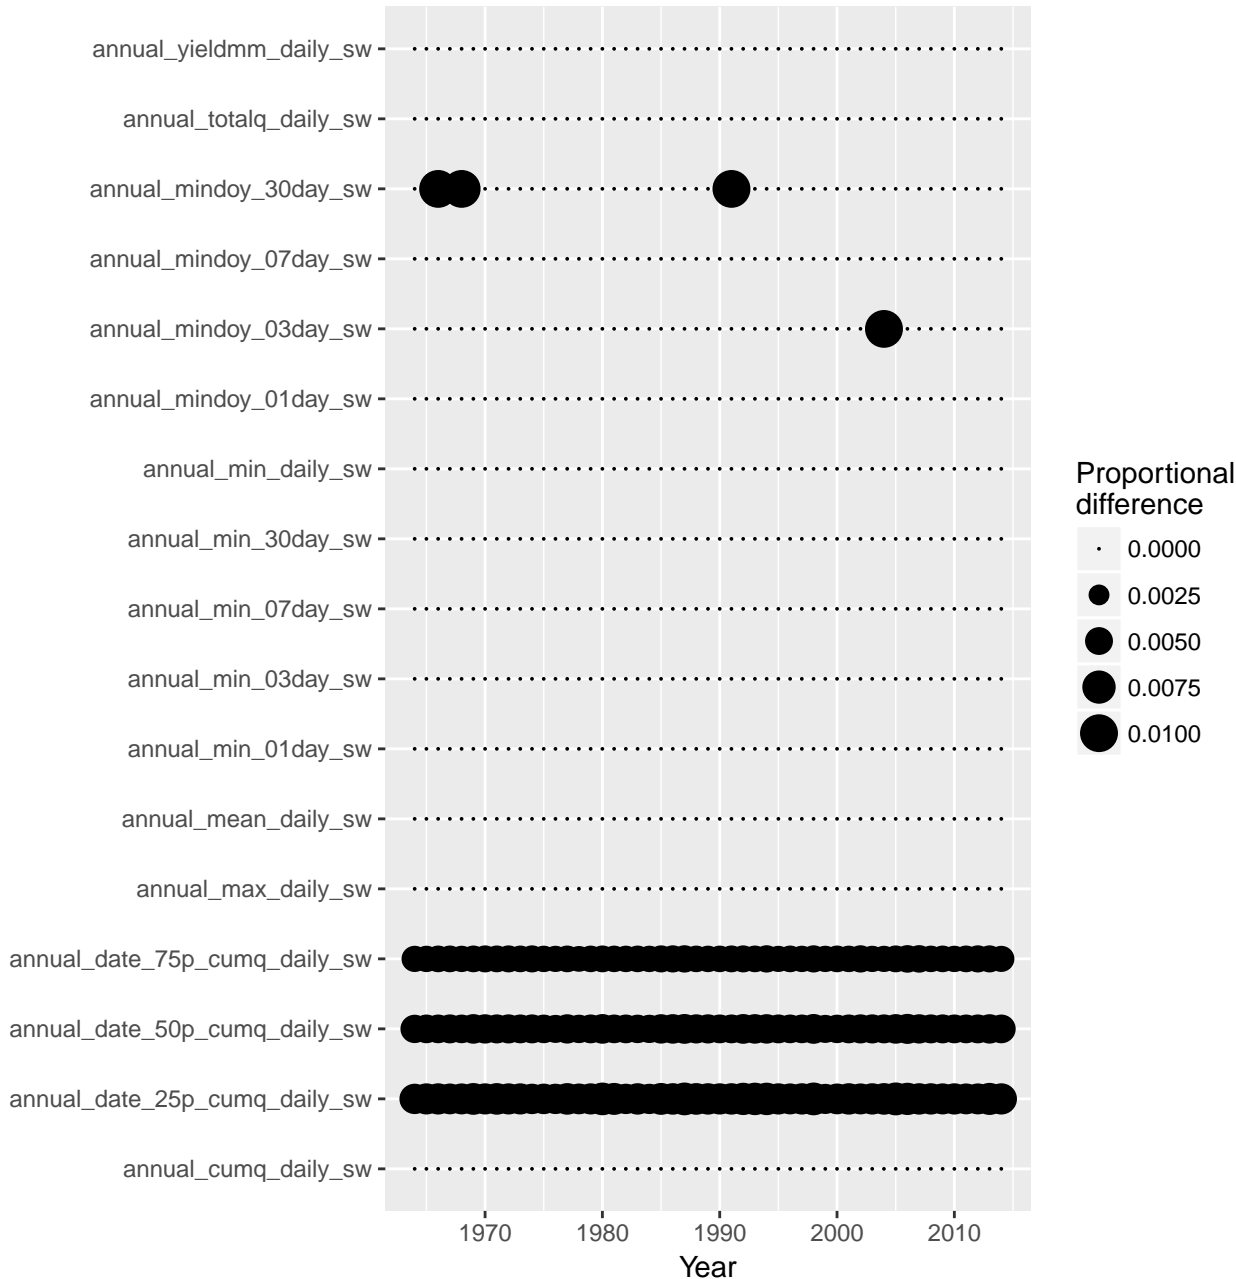 annual_yieldmm_daily_sw
annual_totalq_daily_sw
annual_mindoy_30day_sw
annual_mindoy_07day_sw
annual_mindoy_03day_sw
annual_mindoy_01day_sw
annual_min_daily_sw
annual_min_30day_sw
annual_min_07day_sw
annual_min_03day_sw
annual_min_01day_sw
annual_mean_daily_sw
annual_max_daily_sw
annual_date_75p_cumq_daily_sw
annual_date_50p_cumq_daily_sw
annual_date_25p_cumq_daily_sw
annual_cumq_daily_sw
1970 1980 1990 2000 2010
Year
Proportional
difference
0.0000
0.0025
0.0050
0.0075
0.0100